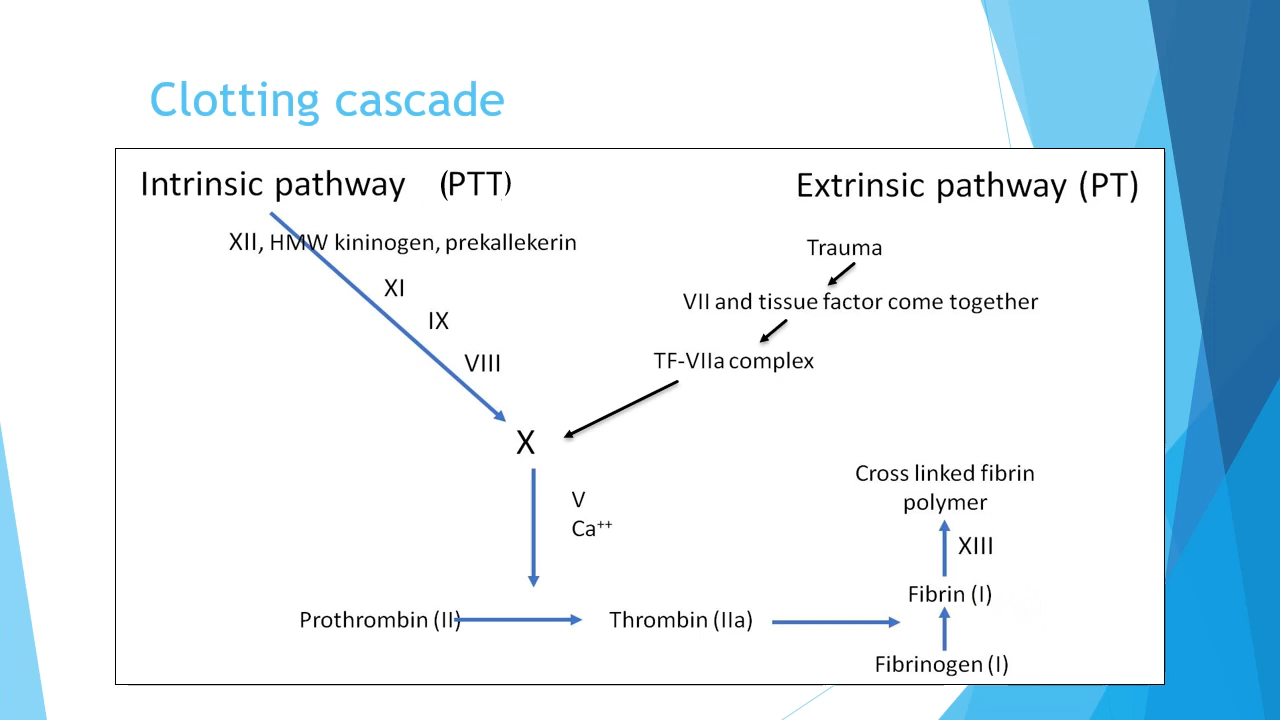 Clotting cascade
Intrinsic pathway (PTT)
Extrinsic pathway (PT)
XII, HMW kininogen, prekallekerin
Trauma
XI
VII and tissue factor come together
IX
VIII
TF-VIIa complex
X
V
Ca⁺⁺
Cross linked fibrin
polymer
XIII
Fibrin (I)
Prothrombin (II)
Thrombin (IIa)
Fibrinogen (I)